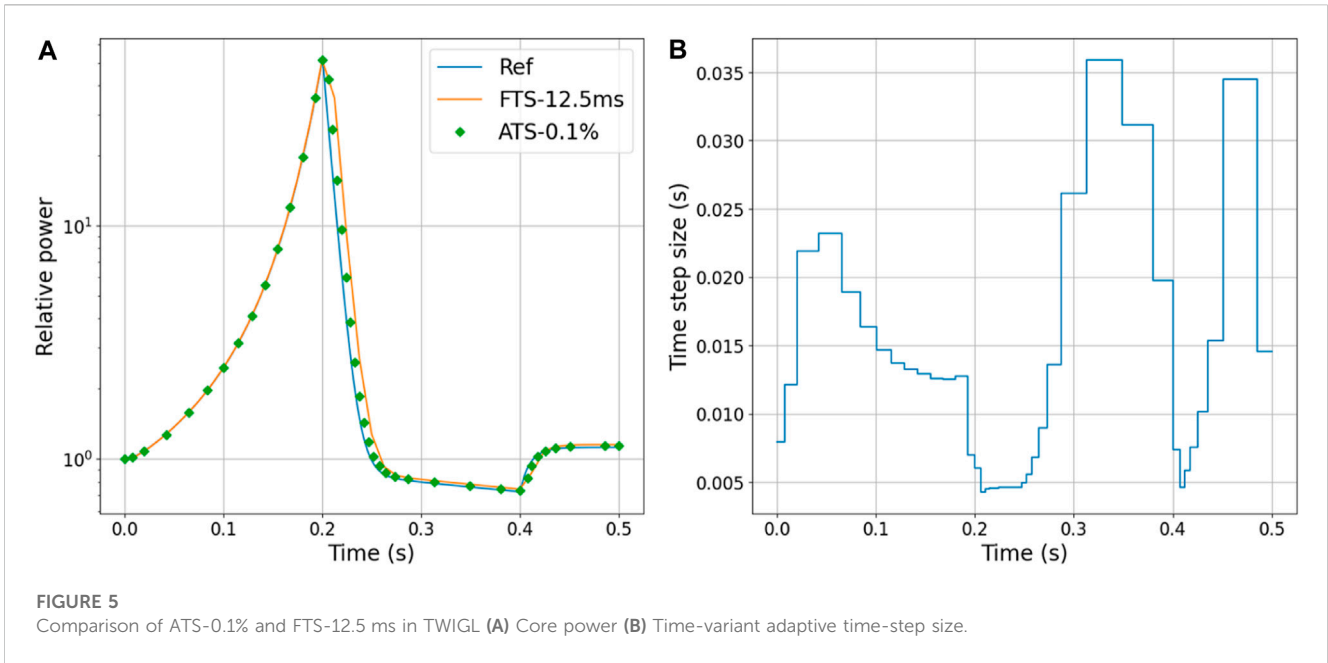 A
Relative power
10¹
10⁰
0.0 0.1 0.2 0.3 0.4 0.5
Time (s)
Ref
FTS-12.5ms
ATS-0.1%
B
Time step size (s)
0.035
0.030
0.025
0.020
0.015
0.010
0.005
0.0 0.1 0.2 0.3 0.4 0.5
Time (s)
FIGURE 5
Comparison of ATS-0.1% and FTS-12.5 ms in TWIGL (A) Core power (B) Time-variant adaptive time-step size.